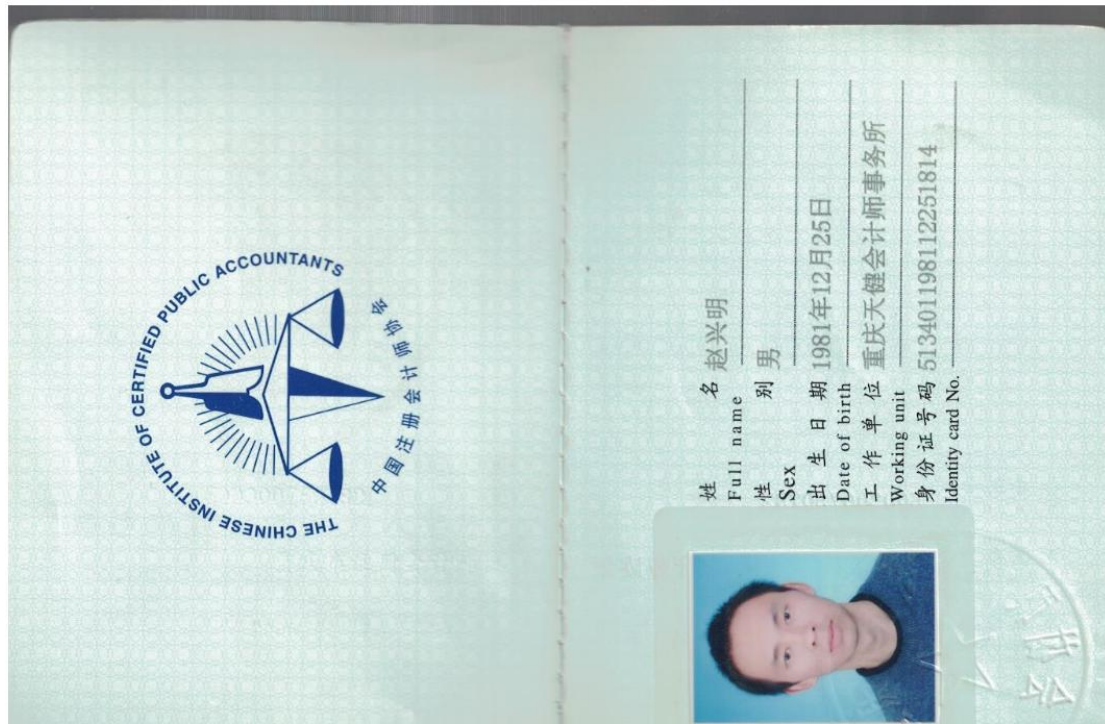 THE CHINESE INSTITUTE OF CERTIFIED PUBLIC ACCOUNTANTS
中国注册会计师协会
姓 名 赵兴明
Full name
性 别 男
Sex
出生日期 1981年12月25日
Date of birth
工作单位 重庆天健会计师事务所
Working unit
身份证号码 513401198112251814
Identity card No.